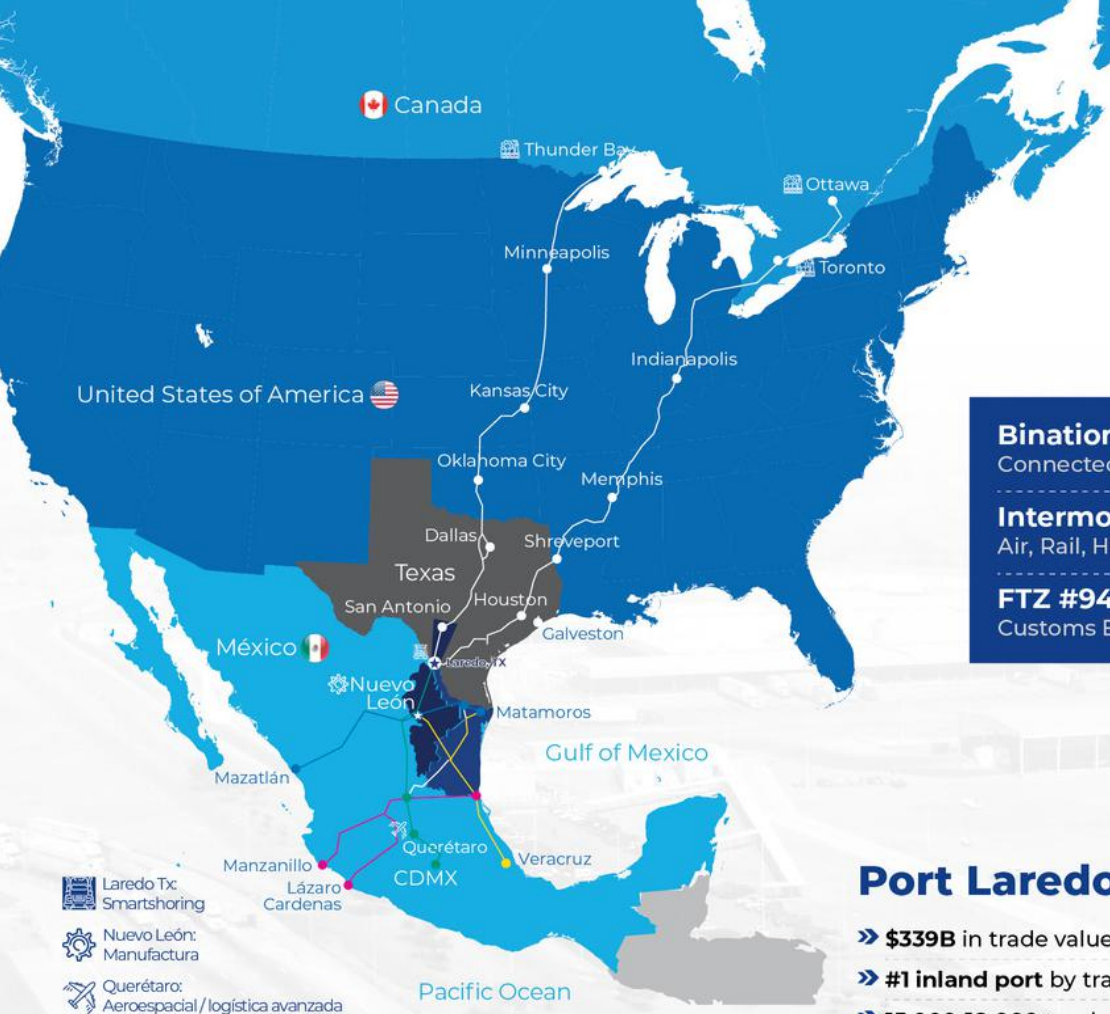 Canada
Thunder Bay
Ottawa
Minneapolis
Toronto
Indianapolis
United States of America
Kansas City
Oklahoma City
Memphis
Dallas
Shreveport
Texas
San Antonio
Houston
Galveston
México
Laredo, TX
Nuevo
León
Matamoros
Gulf of Mexico
Mazatlán
Querétaro
Veracruz
Manzanillo
CDMX
Lázaro
Cardenas
Pacific Ocean
Laredo Tx:
Smartshoring
Nuevo León:
Manufactura
Querétaro:
Aeroespacial / logística avanzada
Bination
Connected
Intermo
Air, Rail, H
FTZ #94
Customs
Port Laredo
$339B in trade value
#1 inland port by tra